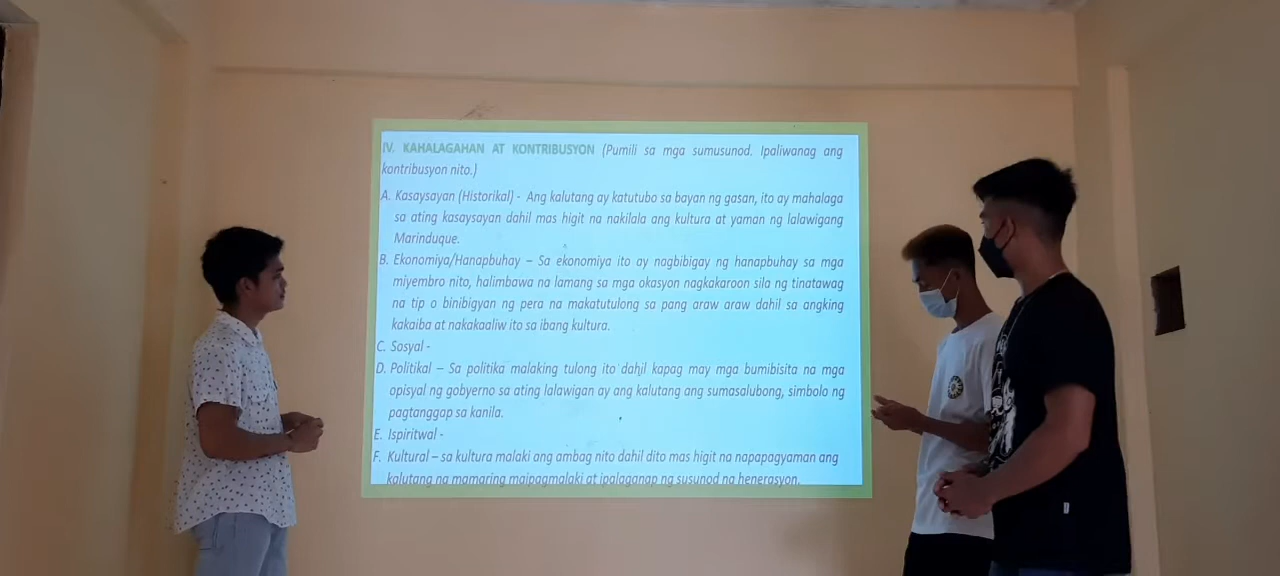 IV. KAHALAGAHAN AT KONTRIBUSYON (Pumili sa mga sumusunod. Ipaliwanag ang
kontribusyon nito.)
A. Kasaysayan (Historikal) - Ang kalutang ay katutubo sa bayan ng gasan, ito ay mahalaga
sa ating kasaysayan dahil mas higit na nakilala ang kultura at yaman ng lalawigang
Marinduque.
B. Ekonomiya/Hanapbuhay – Sa ekonomiya ito ay nagbibigay ng hanapbuhay sa mga
miyembro nito, halimbawa na lamang sa mga okasyon nagkakaroon sila ng tinatawag
na tip o binibigyan ng pera na makatutulong sa pang araw araw dahil sa angking
kakaiba at nakakaaliw ito sa ibang kultura.
C. Sosyal -
D. Politikal – Sa politika malaking tulong ito dahil kapag may mga bumibisita na mga
opisyal ng gobyerno sa ating lalawigan ay ang kalutang ang sumasalubong, simbolo ng
pagtanggap sa kanila.
E. Ispiritwal -
F. Kultural – sa kultura malaki ang ambag nito dahil dito mas higit na napapagyaman ang
kalutang na mamaring maipagmalaki at ipalaganap ng susunod na henerasyon.